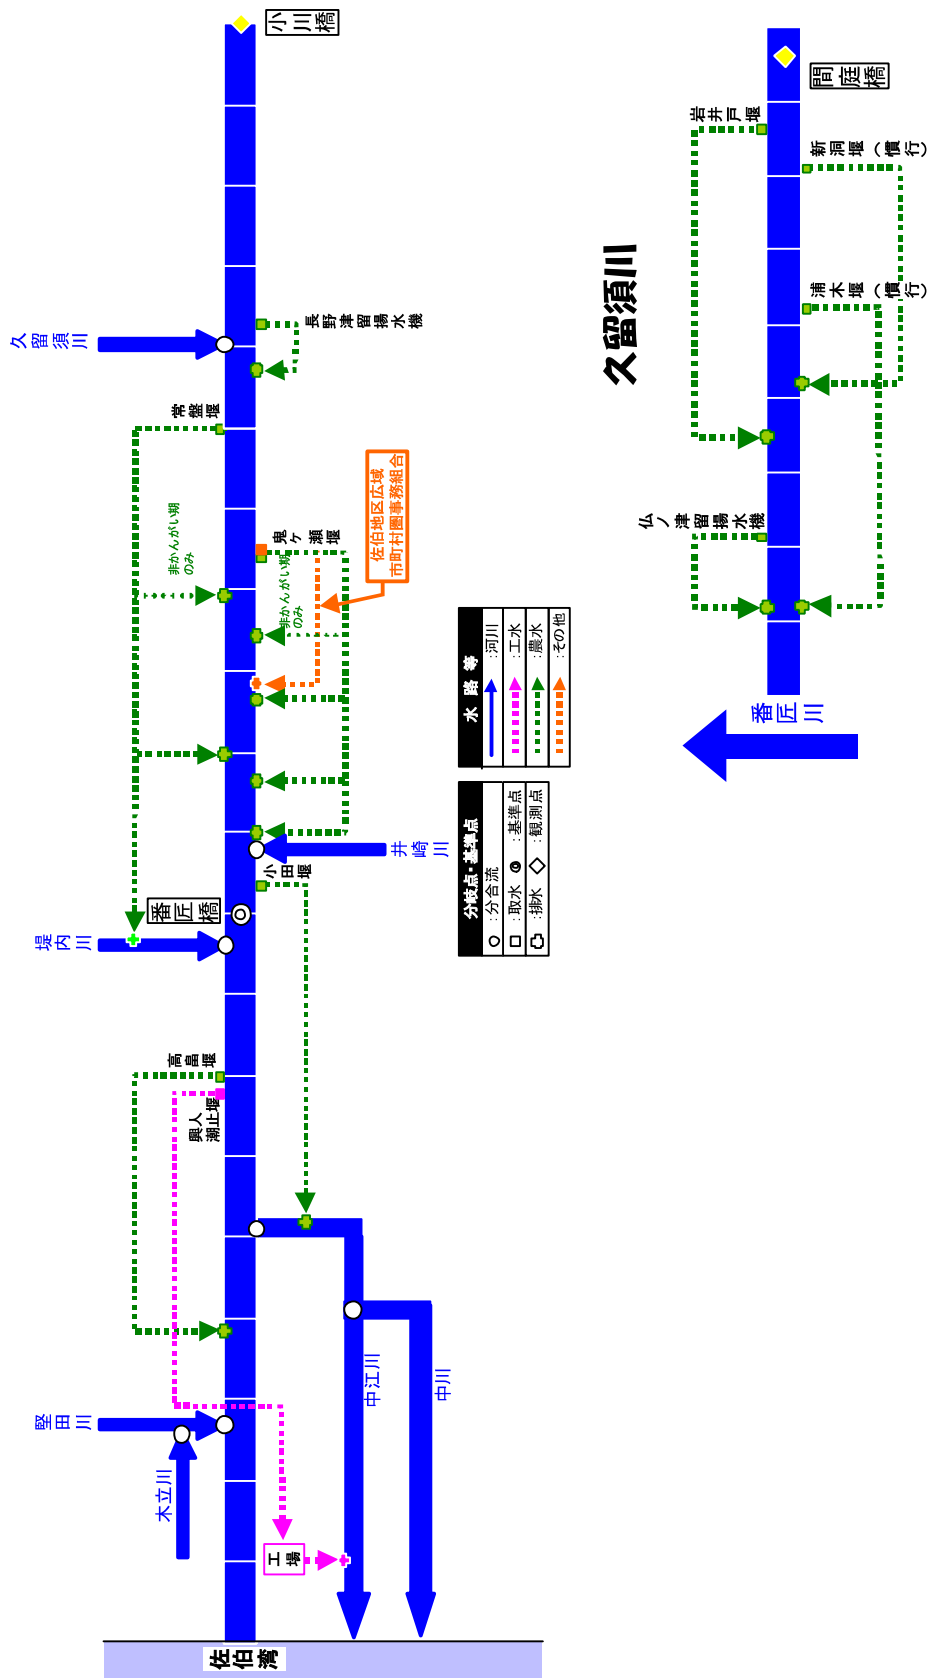 小川橋
久留須川
長野津留揚水機
常盤堰
非かんがい期
のみ
佐伯地区広域
市町村圏事務組合
鬼ヶ瀬堰
非かんがい期
のみ
井崎川
小田堰
番匠橋
堤内川
高畠堰
興人
潮止堰
中江川
中川
堅田川
木立川
工場
佐伯湾
間庭橋
岩井戸堰
新洞堰(慣行)
久留須川
浦木堰(慣行)
仏ノ津留揚水機
番匠川
水路等
:河川
:工水
:農水
:その他
分岐点・基準点
:分合流
:取水
:基準点
:排水
:観測点